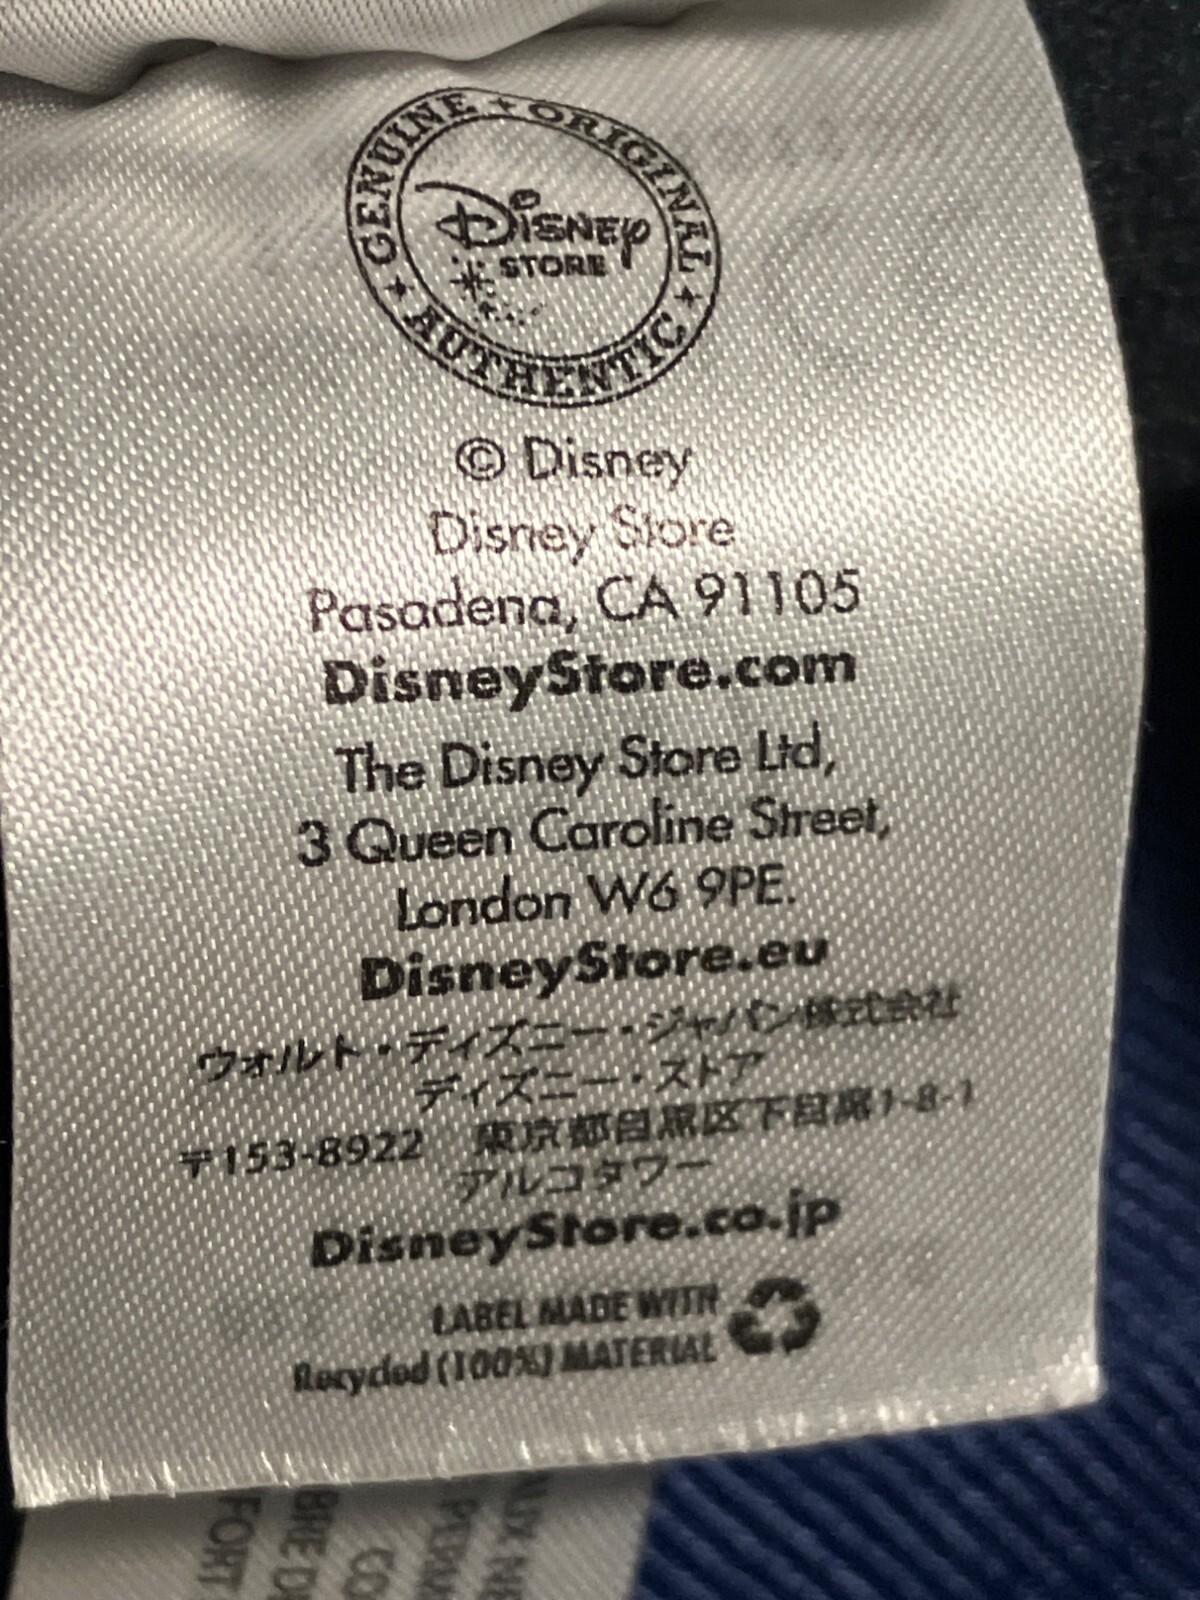 GENUINE ORIGINAL
Disney
STORE
AUTHENTIC
© Disney
Disney Store
Pasadena, CA 91105
DisneyStore.com
The Disney Store Ltd,
3 Queen Caroline Street,
London W6 9PE.
DisneyStore.eu
ウォルト・ディズニー・ジャパン株式会社
ディズニー・ストア
〒153-8922 東京都目黒区下目黒1-8-1
アルコタワー
DisneyStore.co.jp
LABEL MADE WITH
Recycled (100%) MATERIAL
FORT